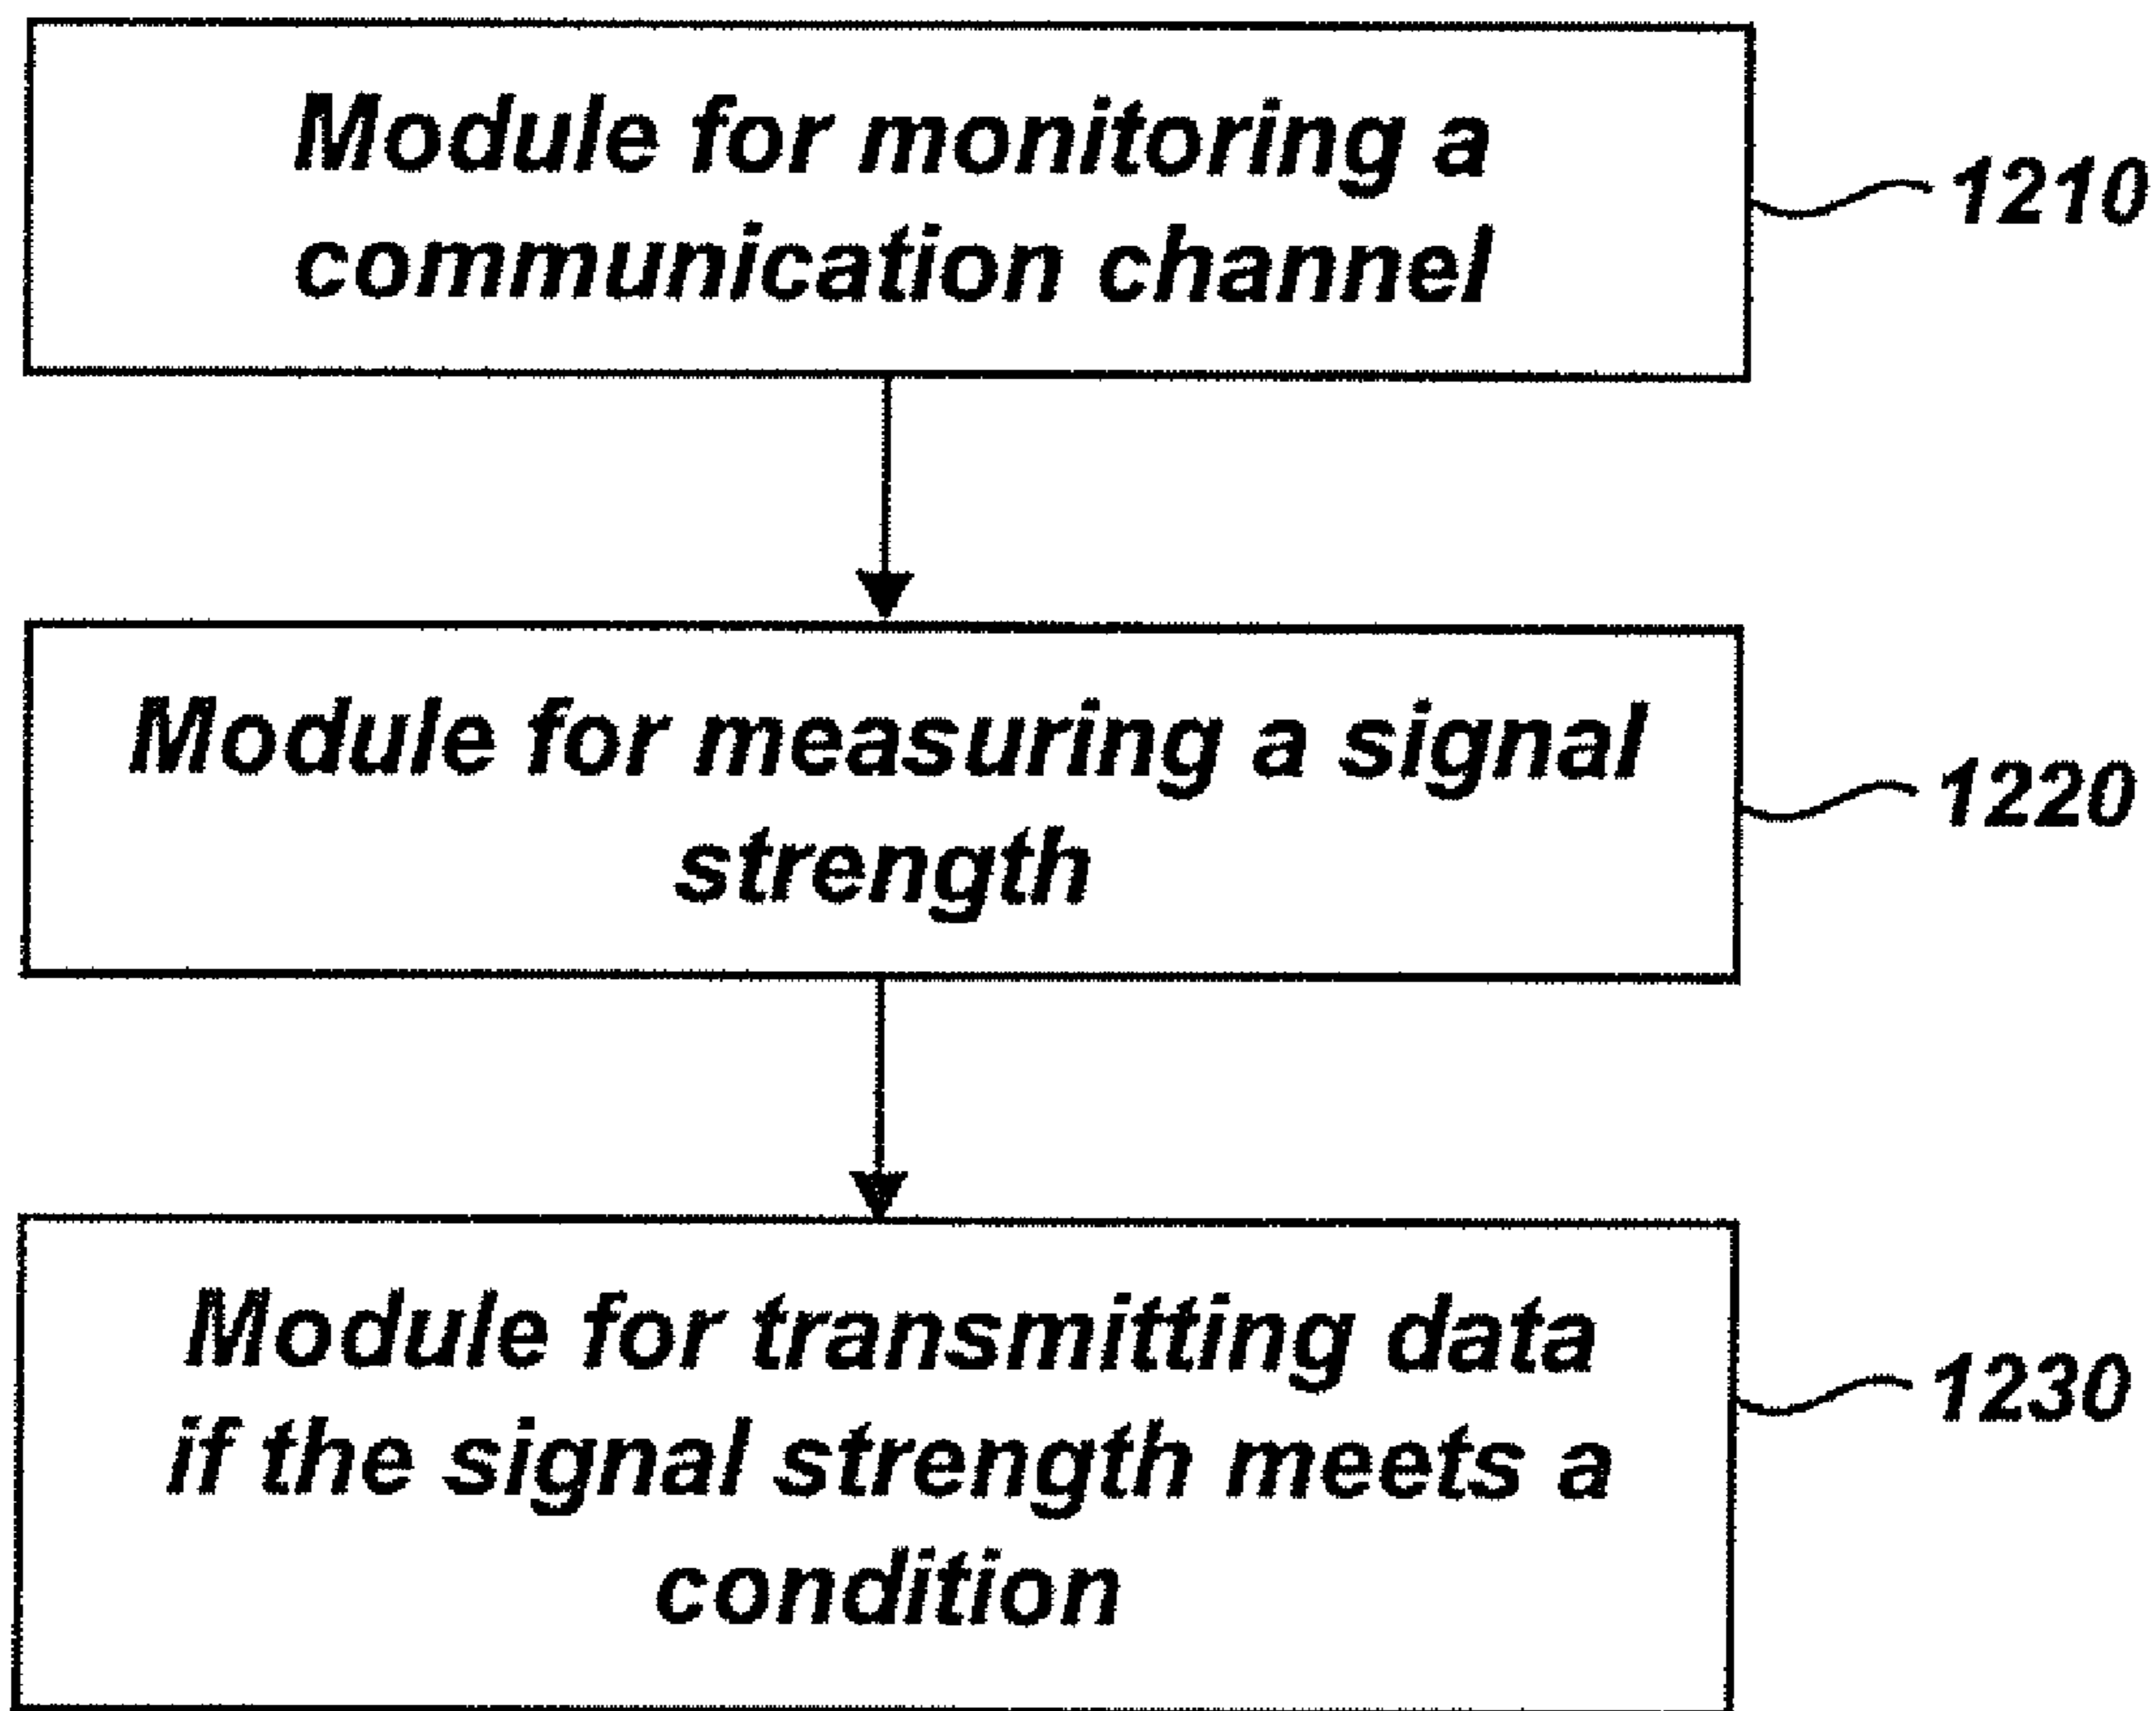 Module for monitoring a
communication channel
1210
Module for measuring a signal
strength
1220
Module for transmitting data
if the signal strength meets a
condition
1230